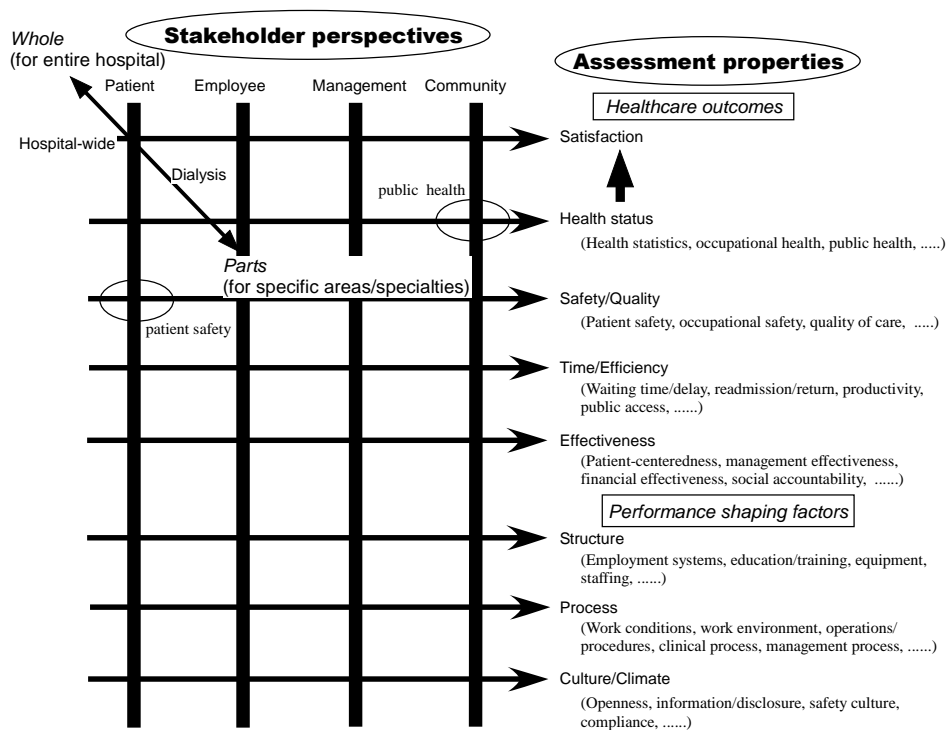 Stakeholder perspectives
Whole
(for entire hospital)
Assessment properties
Patient
Employee
Management
Community
Healthcare outcomes
Hospital-wide
Satisfaction
Dialysis
public health
Health status
(Health statistics, occupational health, public health, .....)
Parts
(for specific areas/specialties)
Safety/Quality
(Patient safety, occupational safety, quality of care, .....)
patient safety
Time/Efficiency
(Waiting time/delay, readmission/return, productivity,
public access, ......)
Effectiveness
(Patient-centeredness, management effectiveness,
financial effectiveness, social accountability, ......)
Performance shaping factors
Structure
(Employment systems, education/training, equipment,
staffing, ......)
Process
(Work conditions, work environment, operations/
procedures, clinical process, management process, ......)
Culture/Climate
(Openness, information/disclosure, safety culture,
compliance, ......)